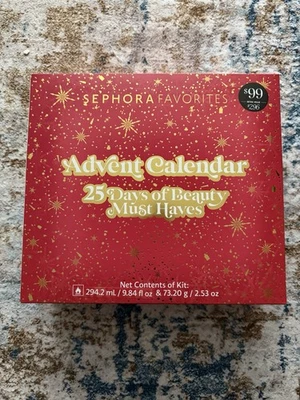 SEPHORA FAVORITES
$99
$296
Advent Calendar
25 Days of Beauty
Must Haves
Net Contents of Kit:
294.2 mL / 9.84 fl oz & 73.20 g / 2.53 oz